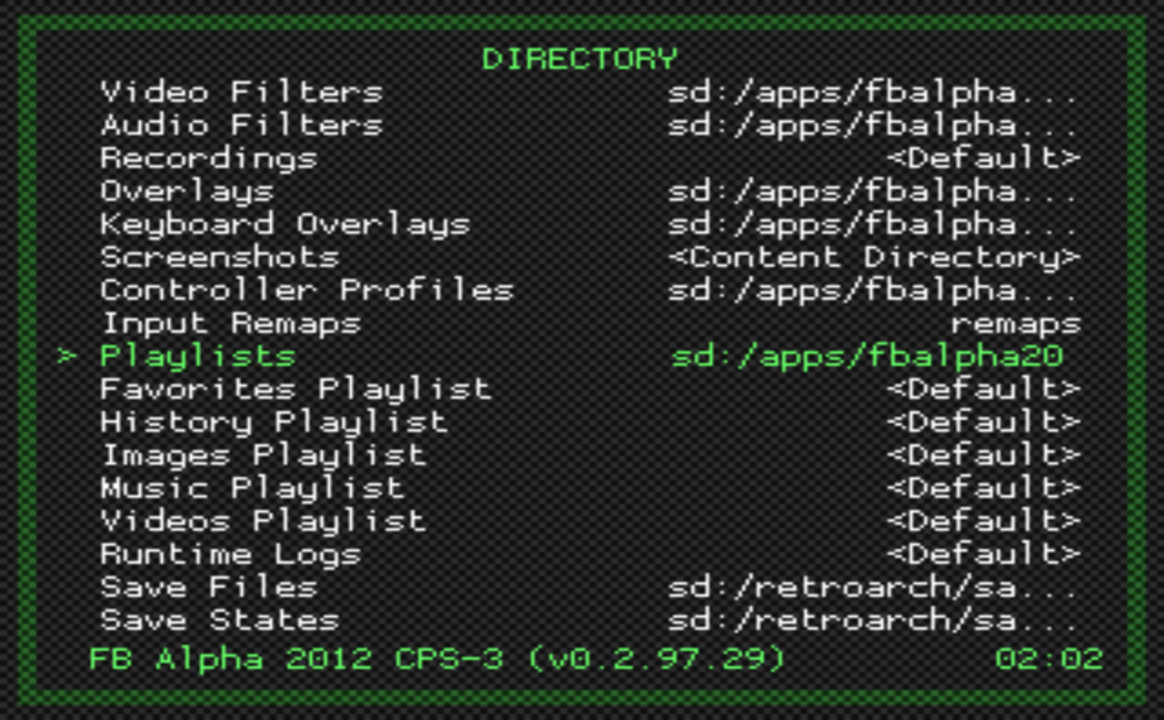 DIRECTORY
Video Filters sd:/apps/fbalpha...
Audio Filters sd:/apps/fbalpha...
Recordings <Default>
Overlays sd:/apps/fbalpha...
Keyboard Overlays sd:/apps/fbalpha...
Screenshots <Content Directory>
Controller Profiles sd:/apps/fbalpha...
Input Remaps remaps
> Playlists sd:/apps/fbalpha20
Favorites Playlist <Default>
History Playlist <Default>
Images Playlist <Default>
Music Playlist <Default>
Videos Playlist <Default>
Runtime Logs <Default>
Save Files sd:/retroarch/sa...
Save States sd:/retroarch/sa...
FB Alpha 2012 CPS-3 (v0.2.97.29) 02:02